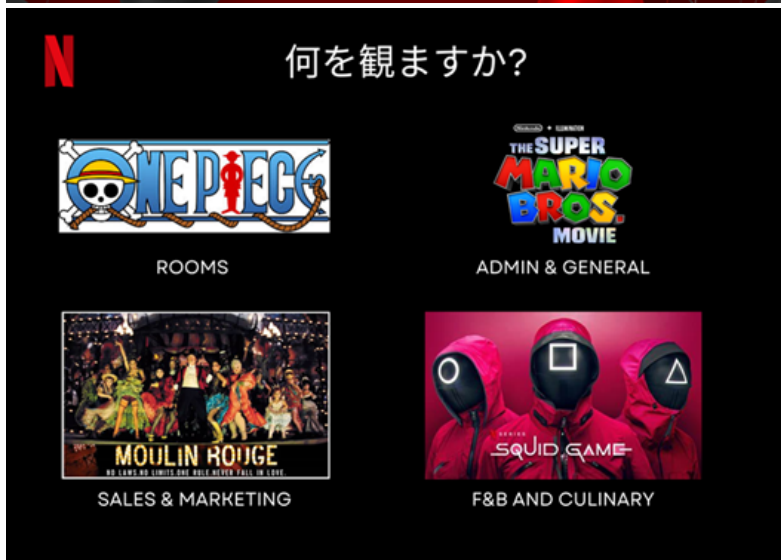 N
何を観ますか?
ONE PIECE
ROOMS
Nintendo + ILLUMINATION
THE SUPER
MARIO
BROS.
MOVIE
ADMIN & GENERAL
MOULIN ROUGE
NO LAWS.NO LIMITS.ONE RULE.NEVER FALL IN LOVE.
SALES & MARKETING
SERIES
SQUID GAME
F&B AND CULINARY